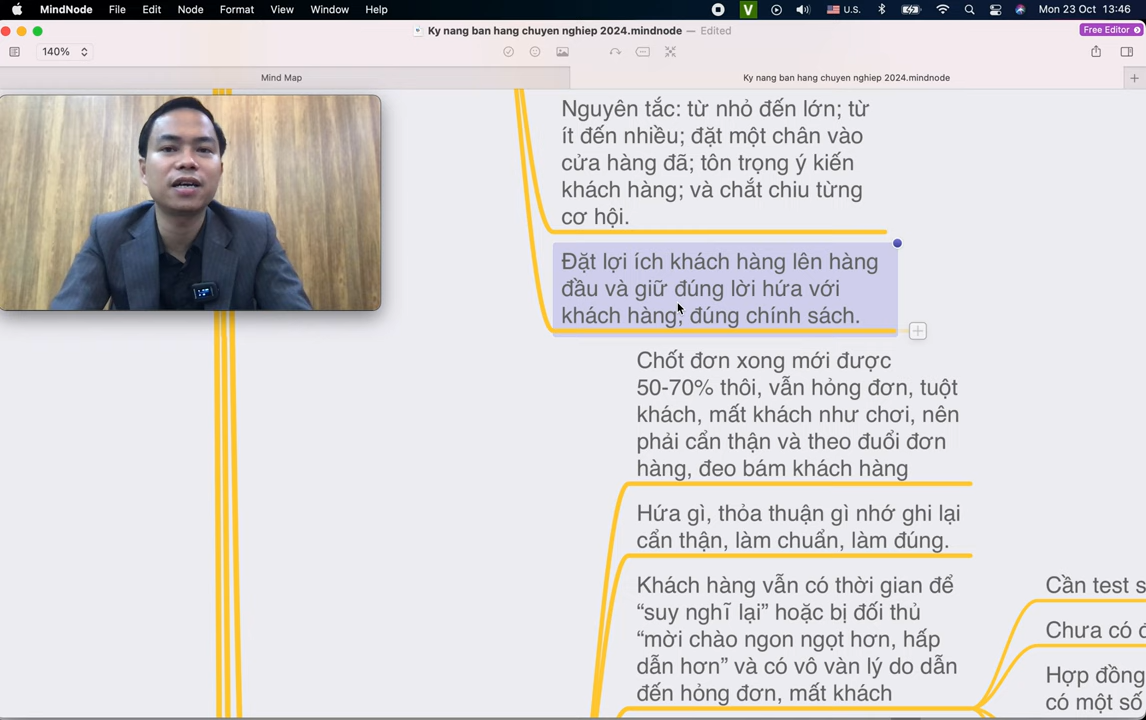 MindNode File Edit Node Format View Window Help
V U.S. Mon 23 Oct 13:46
Ky nang ban hang chuyen nghiep 2024.mindnode — Edited
Free Editor
140%
Mind Map
Ky nang ban hang chuyen nghiep 2024.mindnode
Nguyên tắc: từ nhỏ đến lớn; từ
ít đến nhiều; đặt một chân vào
cửa hàng đã; tôn trọng ý kiến
khách hàng; và chắt chiu từng
cơ hội.
Đặt lợi ích khách hàng lên hàng
đầu và giữ đúng lời hứa với
khách hàng; đúng chính sách.
Chốt đơn xong mới được
50-70% thôi, vẫn hỏng đơn, tuột
khách, mất khách như chơi, nên
phải cẩn thận và theo đuổi đơn
hàng, đeo bám khách hàng
Hứa gì, thỏa thuận gì nhớ ghi lại
cẩn thận, làm chuẩn, làm đúng.
Khách hàng vẫn có thời gian để
“suy nghĩ lại” hoặc bị đối thủ
“mời chào ngon ngọt hơn, hấp
dẫn hơn” và có vô vàn lý do dẫn
đến hỏng đơn, mất khách
Cần test s
Chưa có
Hợp đồng
có một số